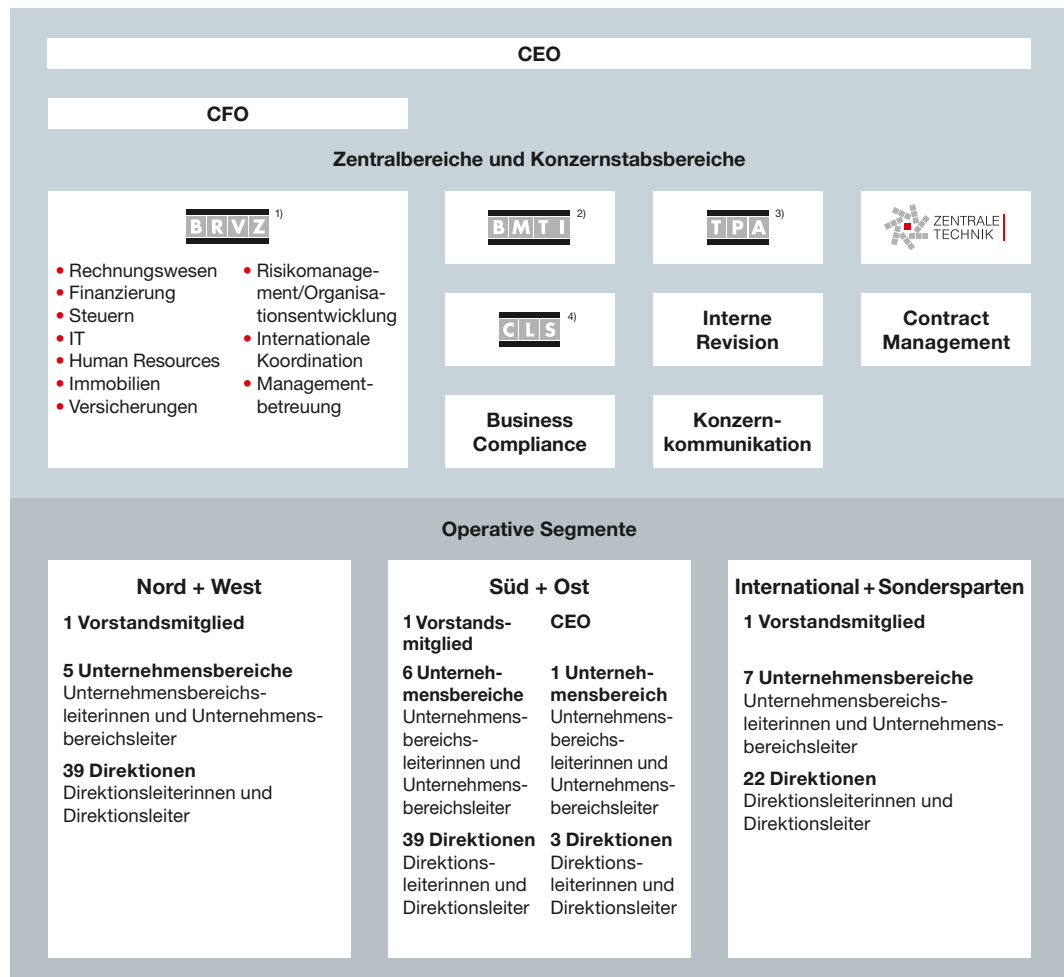 CEO
CFO
Zentralbereiche und Konzernstabsbereiche
BRVZ 1)
• Rechnungswesen
• Finanzierung
• Steuern
• IT
• Human Resources
• Immobilien
• Versicherungen
• Risikomanage-
ment/Organisa-
tionsentwicklung
• Internationale
Koordination
• Management-
betreuung
BMTI 2)
TPA 3)
ZENTRALE
TECHNIK
CLS 4)
Interne
Revision
Contract
Management
Business
Compliance
Konzern-
kommunikation
Operative Segmente
Nord + West
1 Vorstandsmitglied
5 Unternehmensbereiche
Unternehmensbereichs-
leiterinnen und Unternehmens-
bereichsleiter
39 Direktionen
Direktionsleiterinnen und
Direktionsleiter
Süd + Ost
1 Vorstands-
mitglied
6 Unterneh-
mensbereiche
Unternehmens-
bereichs-
leiterinnen und
Unternehmens-
bereichsleiter
39 Direktionen
Direktions-
leiterinnen und
Direktionsleiter
CEO
1 Unterneh-
mensbereich
Unternehmens-
bereichs-
leiterinnen und
Unternehmens-
bereichsleiter
3 Direktionen
Direktions-
leiterinnen und
Direktionsleiter
International + Sondersparten
1 Vorstandsmitglied
7 Unternehmensbereiche
Unternehmensbereichs-
leiterinnen und Unternehmens-
bereichsleiter
22 Direktionen
Direktionsleiterinnen und
Direktionsleiter